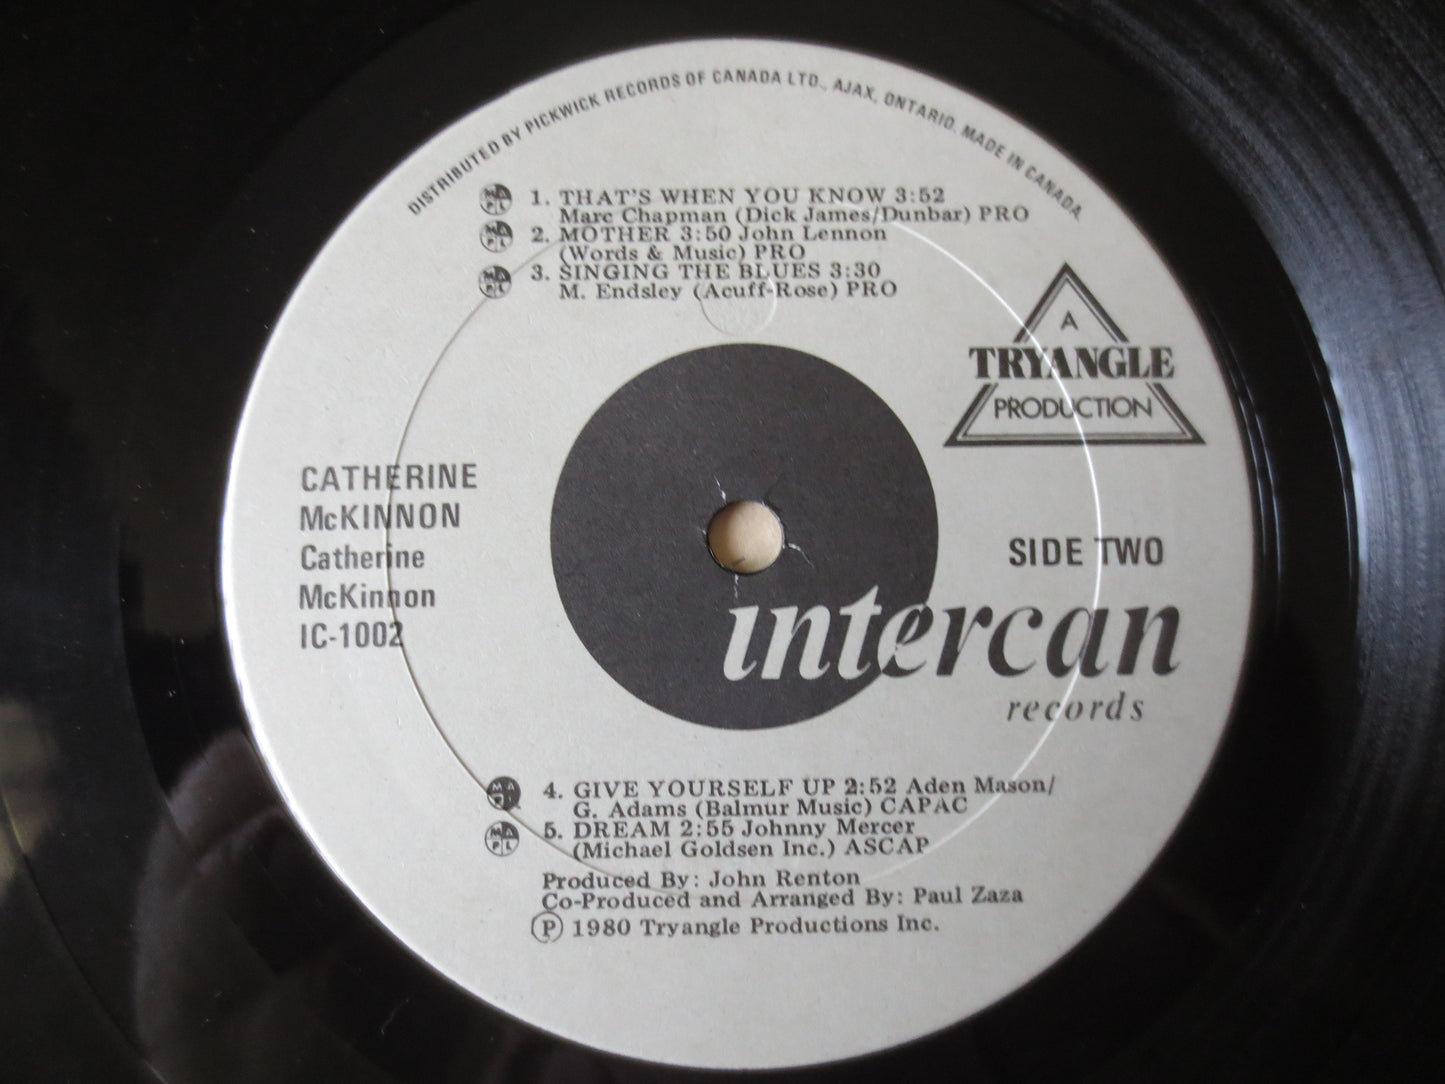 DISTRIBUTED BY PICKWICK RECORDS OF CANADA LTD., AJAX, ONTARIO. MADE IN CANADA.
1. THAT'S WHEN YOU KNOW 3:52
Marc Chapman (Dick James/Dunbar) PRO
2. MOTHER 3:50 John Lennon
(Words & Music) PRO
3. SINGING THE BLUES 3:30
M. Endsley (Acuff-Rose) PRO
A
TRYANGLE
PRODUCTION
CATHERINE
McKINNON
Catherine
McKinnon
IC-1002
SIDE TWO
intercan
records
4. GIVE YOURSELF UP 2:52 Aden Mason/
G. Adams (Balmur Music) CAPAC
5. DREAM 2:55 Johnny Mercer
(Michael Goldsen Inc.) ASCAP
Produced By: John Renton
Co-Produced and Arranged By: Paul Zaza
Ⓟ 1980 Tryangle Productions Inc.